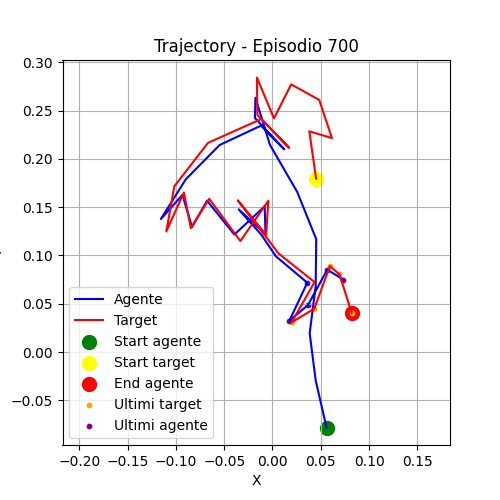 Trajectory - Episodio 700
0.30
0.25
0.20
0.15
0.10
0.05
0.00
−0.05
Agente
Target
Start agente
Start target
End agente
Ultimi target
Ultimi agente
−0.20 −0.15 −0.10 −0.05 0.00 0.05 0.10 0.15
X